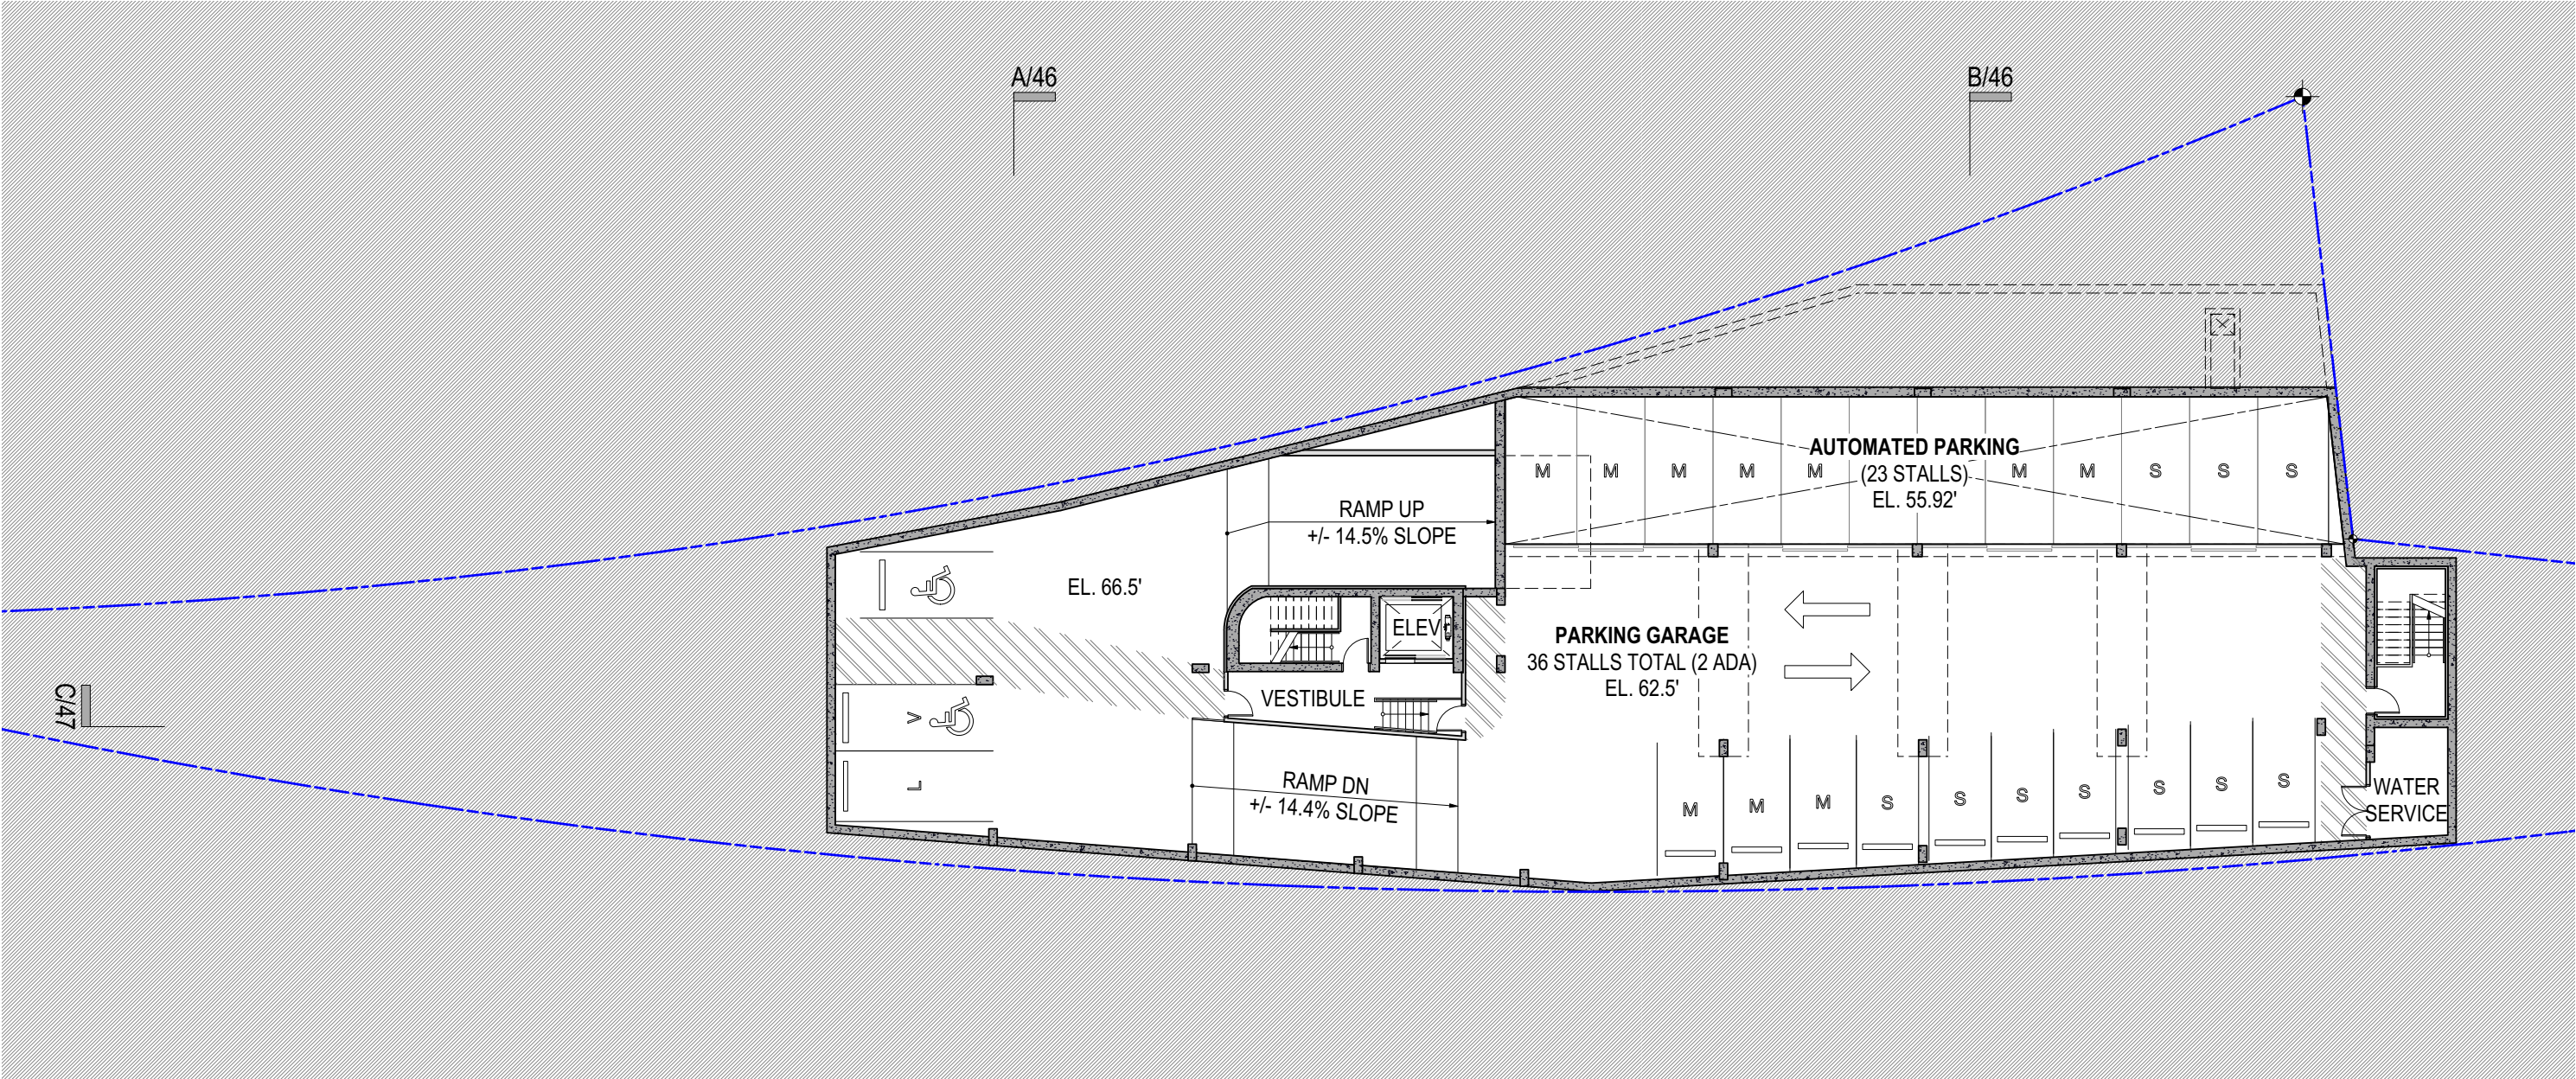 A/46
B/46
AUTOMATED PARKING
(23 STALLS)
EL. 55.92'
M M M M M M M S S S
RAMP UP
+/- 14.5% SLOPE
EL. 66.5'
ELEV
PARKING GARAGE
36 STALLS TOTAL (2 ADA)
EL. 62.5'
VESTIBULE
C/47
V
L
RAMP DN
+/- 14.4% SLOPE
M M M S S S S S S S
WATER
SERVICE